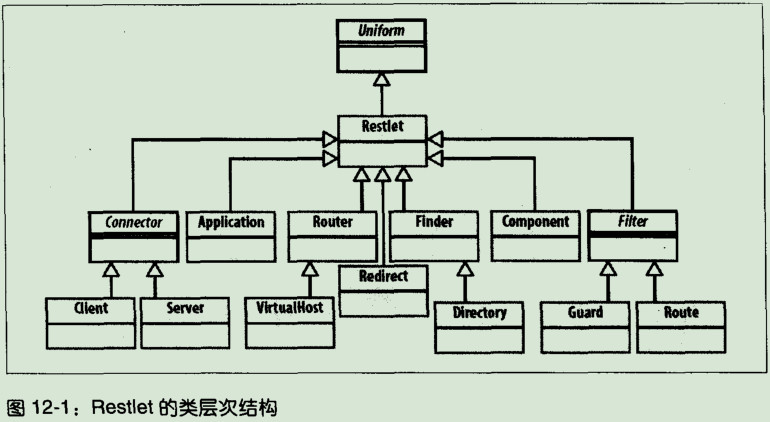 Uniform
Restlet
Connector
Application
Router
Finder
Component
Filter
Redirect
Client
Server
VirtualHost
Directory
Guard
Route
图 12-1：Restlet 的类层次结构